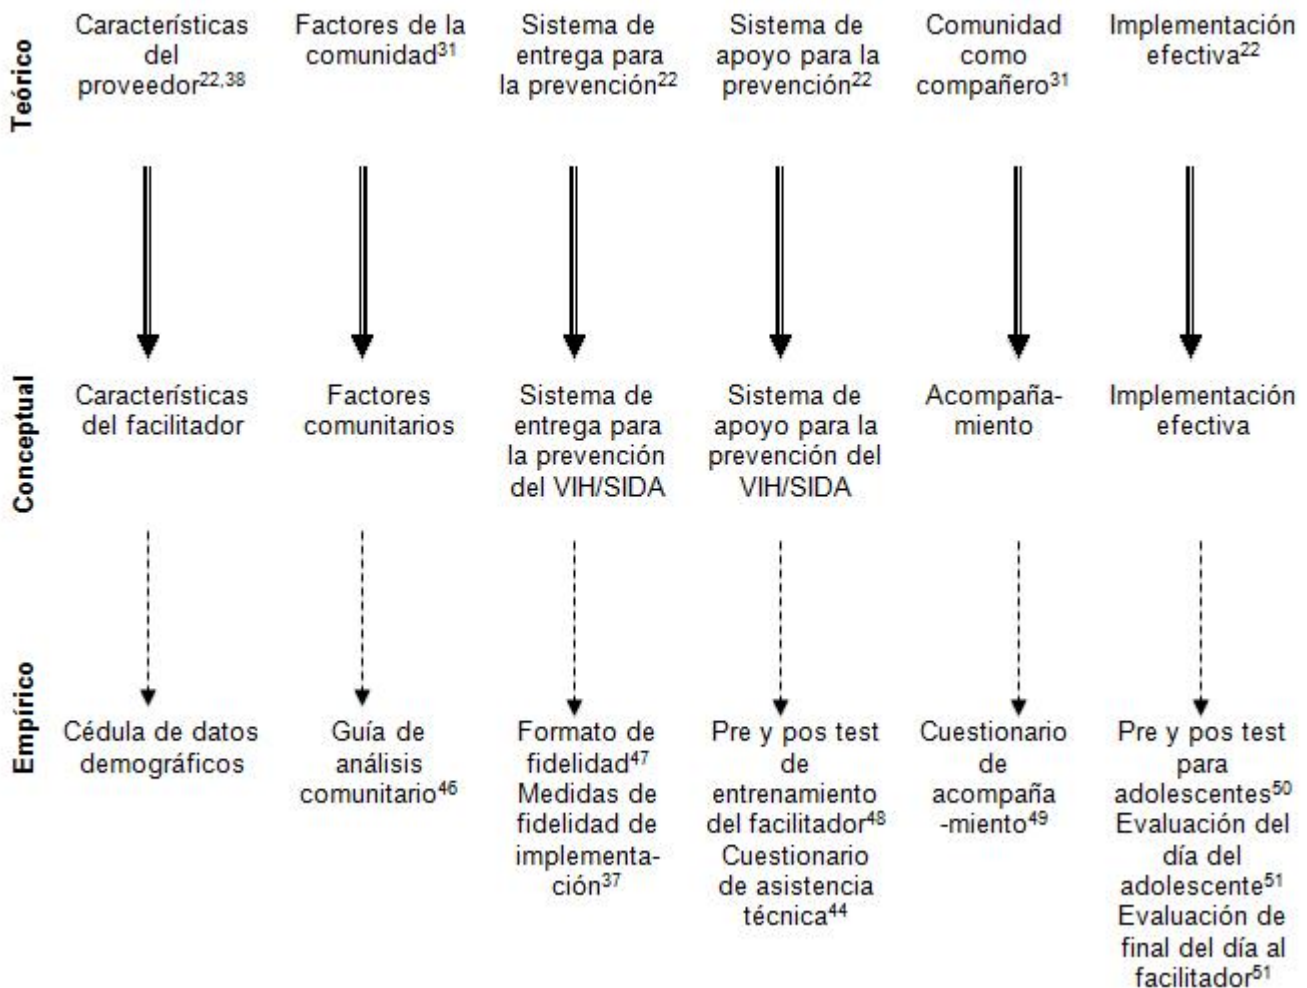 Teórico
Características
del
proveedor22,38
Factores de la
comunidad31
Sistema de
entrega para
la prevención22
Sistema de
apoyo para la
prevención22
Comunidad
como
compañero31
Implementación
efectiva22
Conceptual
Características
del facilitador
Factores
comunitarios
Sistema de
entrega para
la prevención
del VIH/SIDA
Sistema de
apoyo para la
prevención del
VIH/SIDA
Acompaña-
miento
Implementación
efectiva
Empírico
Cédula de datos
demográficos
Guía de
análisis
comunitario46
Formato de
fidelidad47
Medidas de
fidelidad de
implementa-
ción37
Pre y pos test
de
entrenamiento
del facilitador48
Cuestionario
de asistencia
técnica44
Cuestionario
de
acompaña
-miento49
Pre y pos test
para
adolescentes50
Evaluación del
día del
adolescente51
Evaluación de
final del día al
facilitador51